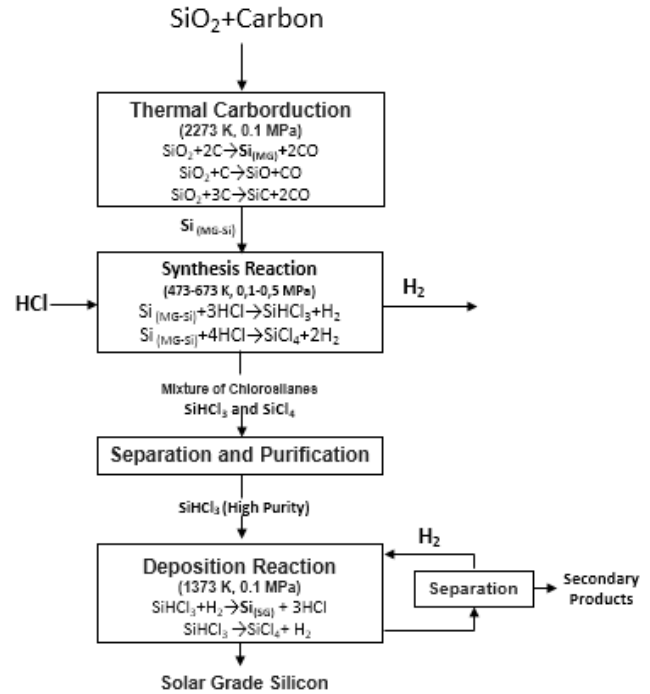 SiO₂+Carbon
Thermal Carborduction
(2273 K, 0.1 MPa)
SiO₂+2C→Si(MG)+2CO
SiO₂+C→SiO+CO
SiO₂+3C→SiC+2CO
Si (MG-Si)
Synthesis Reaction
(473-673 K, 0,1-0,5 MPa)
Si (MG-Si)+3HCl→SiHCl₃+H₂
Si (MG-Si)+4HCl→SiCl₄+2H₂
HCl
H₂
Mixture of Chlorosilanes
SiHCl₃ and SiCl₄
Separation and Purification
SiHCl₃ (High Purity)
H₂
Deposition Reaction
(1373 K, 0.1 MPa)
SiHCl₃+H₂→Si(SG) + 3HCl
SiHCl₃ →SiCl₄+ H₂
Separation
Secondary
Products
Solar Grade Silicon